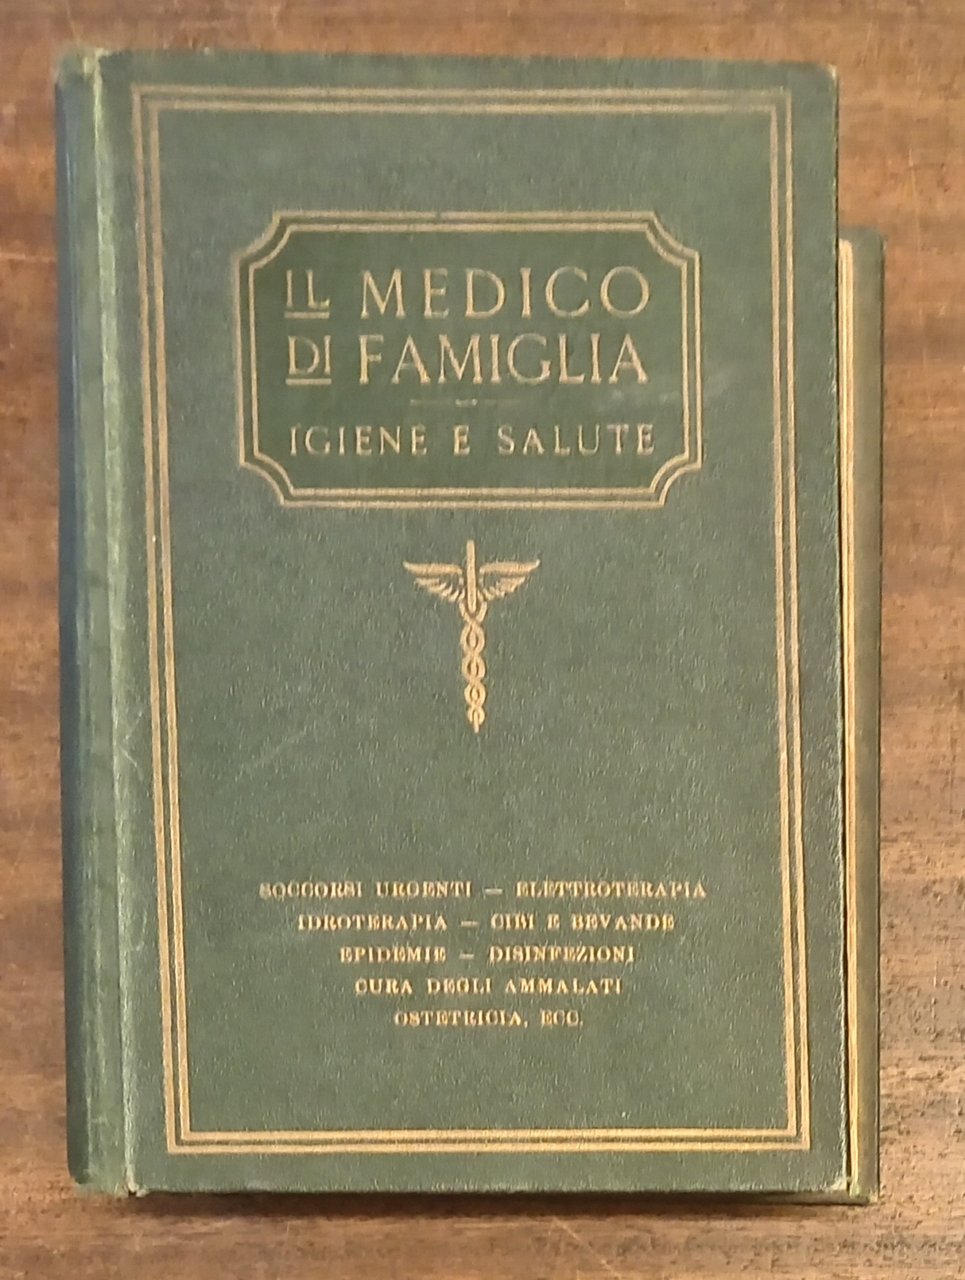 IL MEDICO
DI FAMIGLIA
IGIENE E SALUTE
SOCCORSI URGENTI — ELETTROTERAPIA
IDROTERAPIA — CIBI E BEVANDE
EPIDEMIE — DISINFEZIONI
CURA DEGLI AMMALATI
OSTETRICIA, ECC.